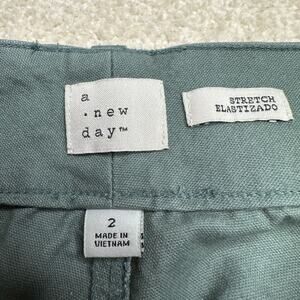 a
· new
day™
STRETCH
ELASTIZADO
2
MADE IN
VIETNAM